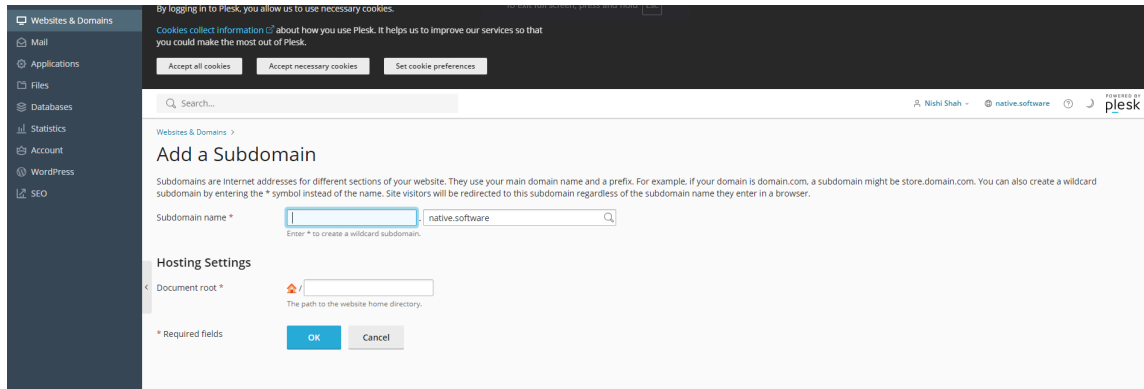 Websites & Domains
Mail
Applications
Files
Databases
Statistics
Account
WordPress
SEO
By logging in to Plesk, you allow us to use necessary cookies.
To exit full screen, press and hold Esc
Cookies collect information about how you use Plesk. It helps us to improve our services so that
you could make the most out of Plesk.
Accept all cookies
Accept necessary cookies
Set cookie preferences
Search...
Nishi Shah
native.software
POWERED BY
plesk
Websites & Domains >
Add a Subdomain
Subdomains are Internet addresses for different sections of your website. They use your main domain name and a prefix. For example, if your domain is domain.com, a subdomain might be store.domain.com. You can also create a wildcard
subdomain by entering the * symbol instead of the name. Site visitors will be redirected to this subdomain regardless of the subdomain name they enter in a browser.
Subdomain name * . native.software
Enter * to create a wildcard subdomain.
Hosting Settings
Document root * /
The path to the website home directory.
* Required fields
OK
Cancel